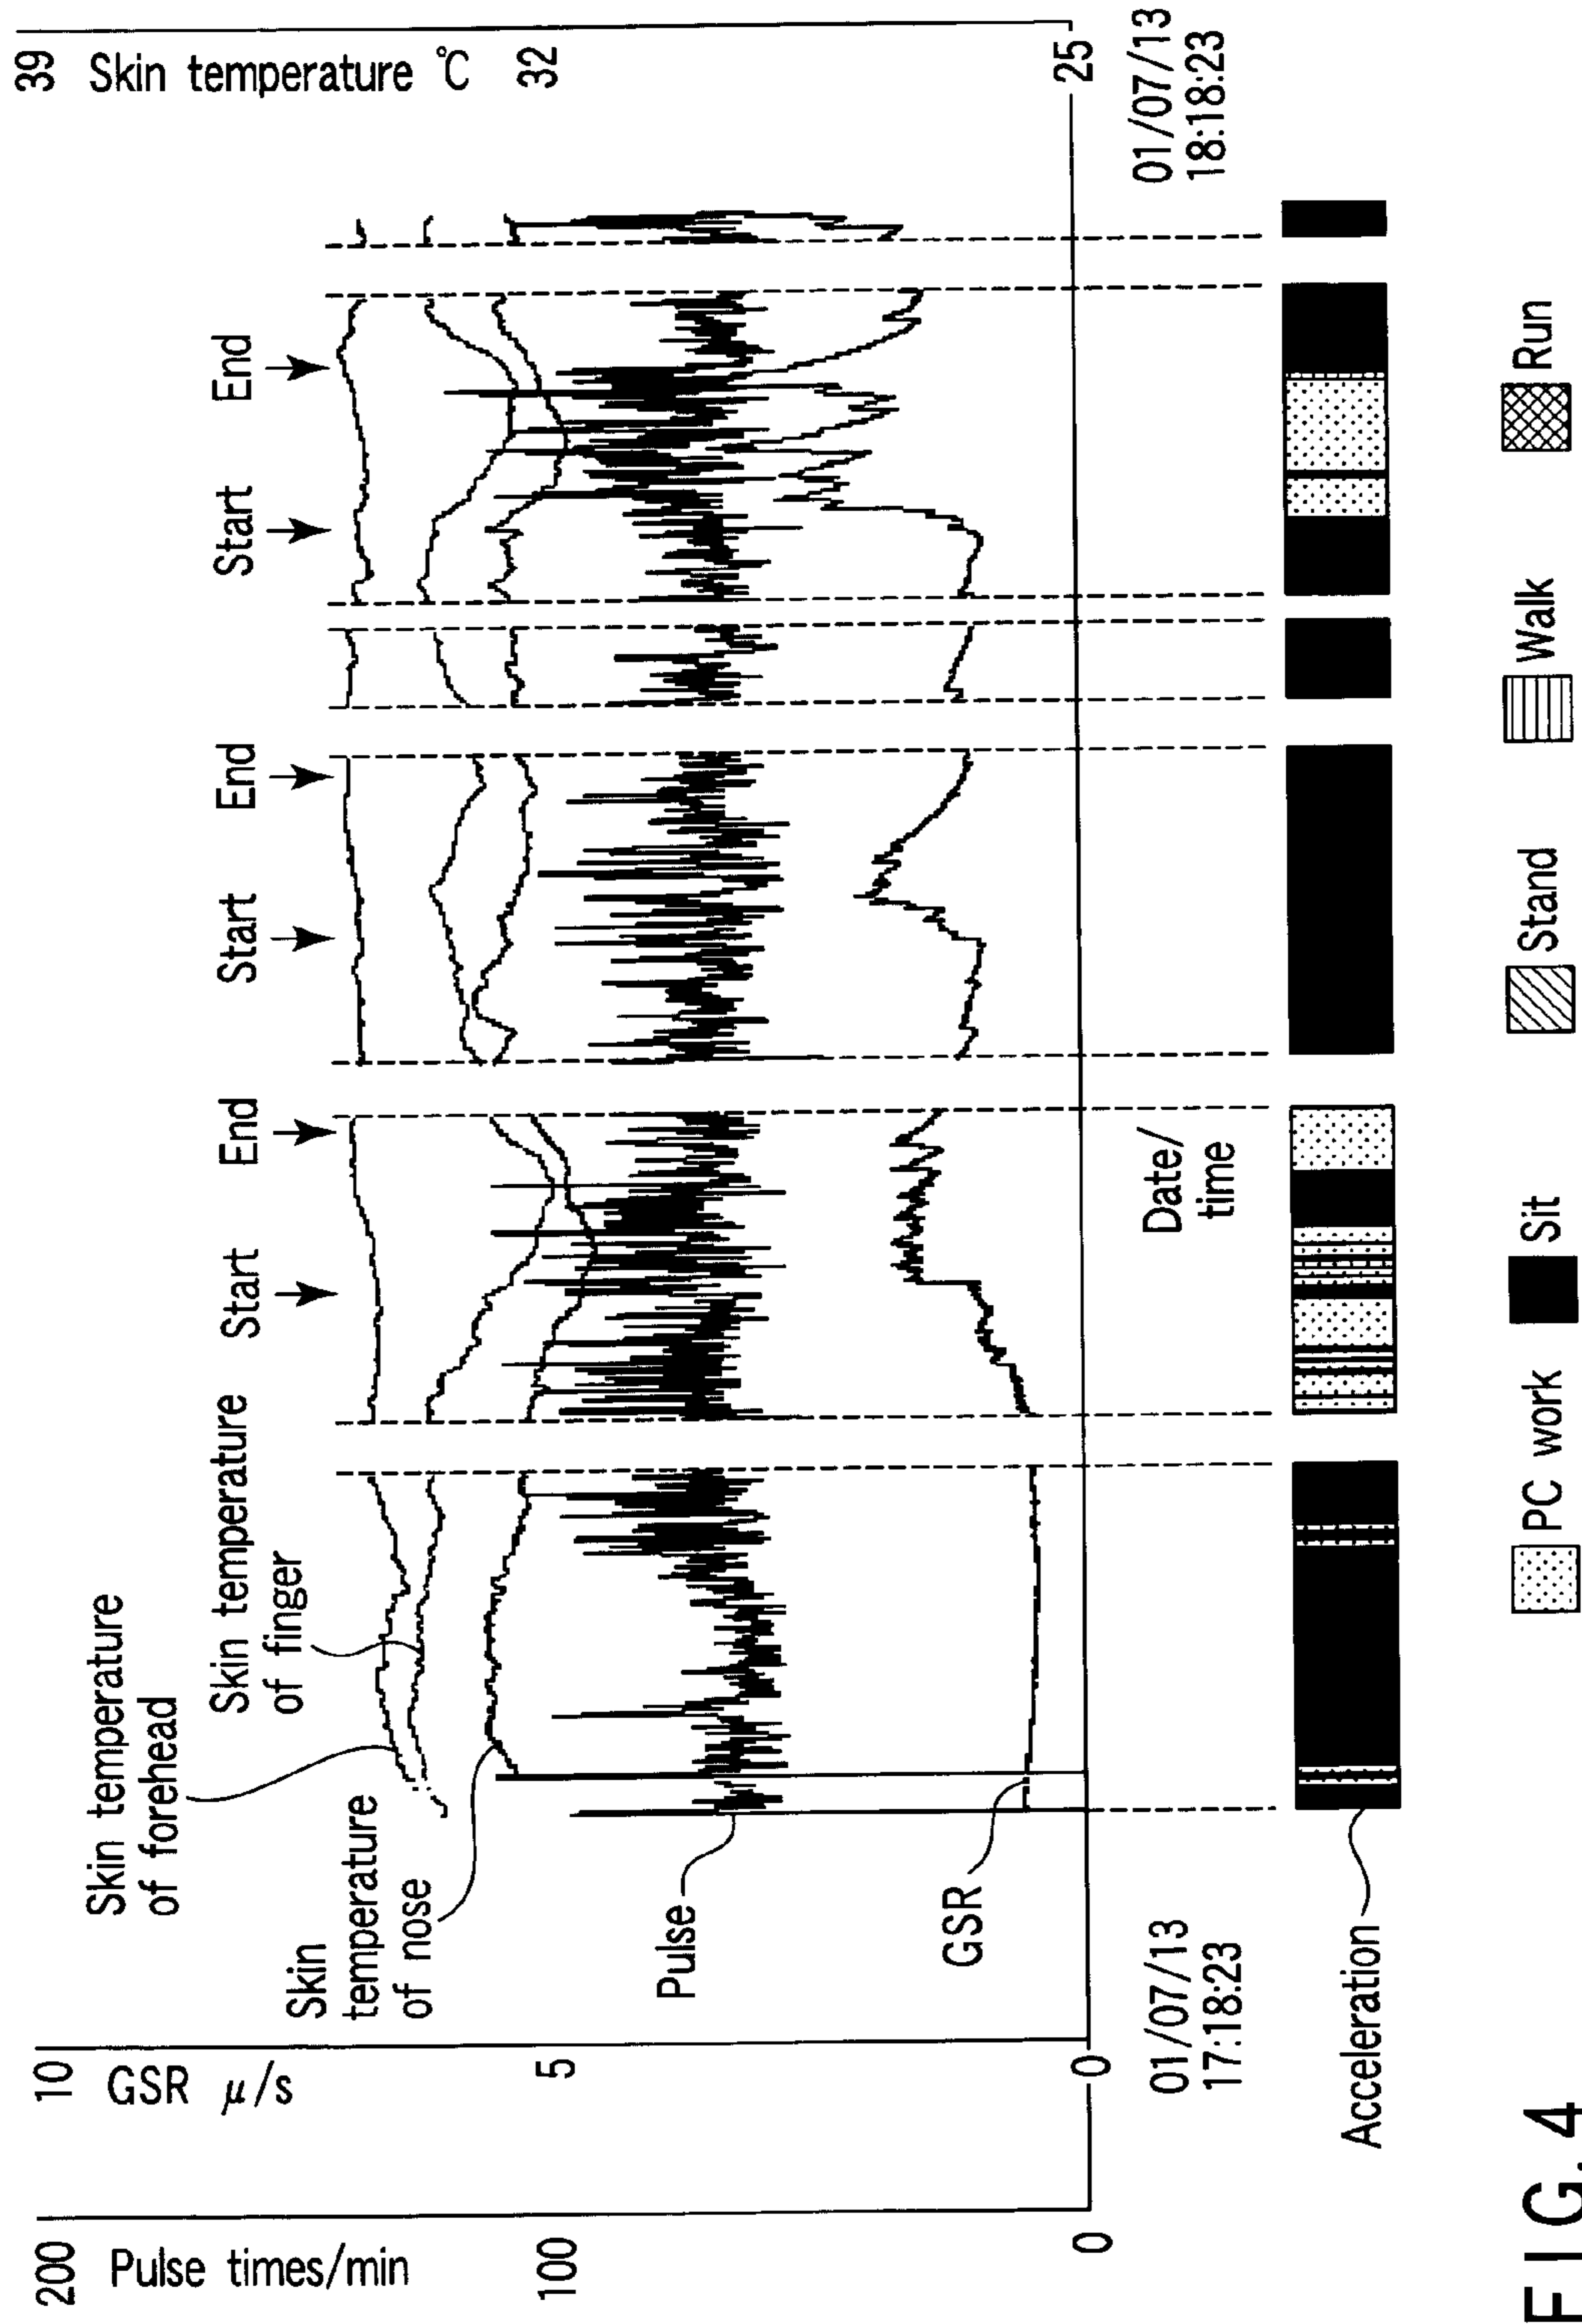 200
Pulse times/min
100
0
10
GSR μ/s
5
0
39
Skin temperature °C
32
25
Skin temperature
of forehead
Skin temperature
of finger
Skin
temperature
of nose
Pulse
GSR
Start
End
Start
End
Start
End
01/07/13
17:18:23
Date/
time
01/07/13
18:18:23
Acceleration
PC work
Sit
Stand
Walk
Run
FIG. 4